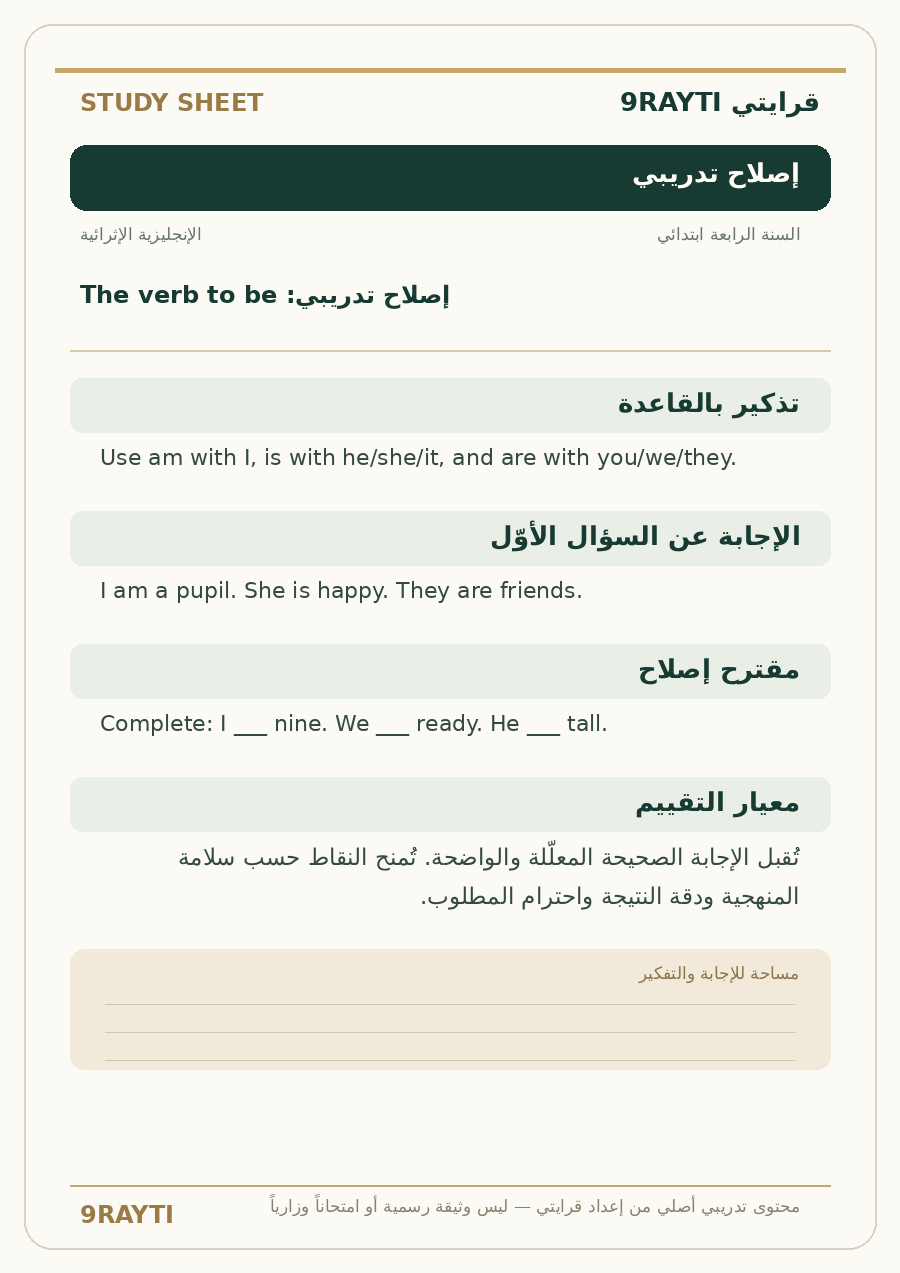 قرايتي 9RAYTI
STUDY SHEET
إصلاح تدريبي
السنة الرابعة ابتدائي
الإنجليزية الإثرائية
The verb to be :إصلاح تدريبي
تذكير بالقاعدة
Use am with I, is with he/she/it, and are with you/we/they.
الإجابة عن السؤال الأوّل
I am a pupil. She is happy. They are friends.
مقترح إصلاح
Complete: I ___ nine. We ___ ready. He ___ tall.
معيار التقييم
تُقبل الإجابة الصحيحة المعلّلة والواضحة. تُمنح النقاط حسب سلامة
المنهجية ودقة النتيجة واحترام المطلوب.
مساحة للإجابة والتفكير
محتوى تدريبي أصلي من إعداد قرايتي — ليس وثيقة رسمية أو امتحاناً وزارياً
9RAYTI